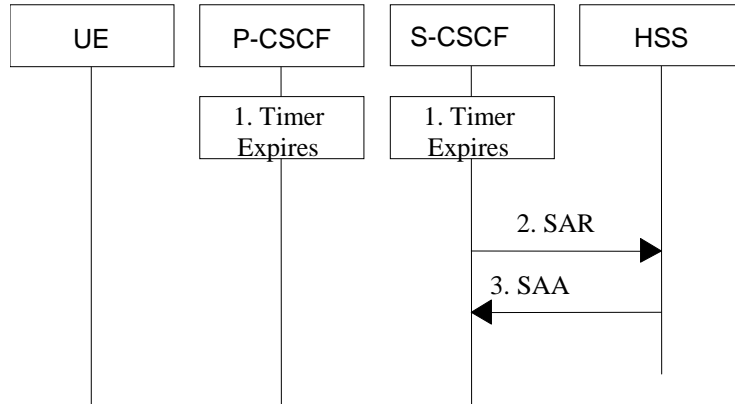 UE
P-CSCF
S-CSCF
HSS
1. Timer
Expires
1. Timer
Expires
2. SAR
3. SAA